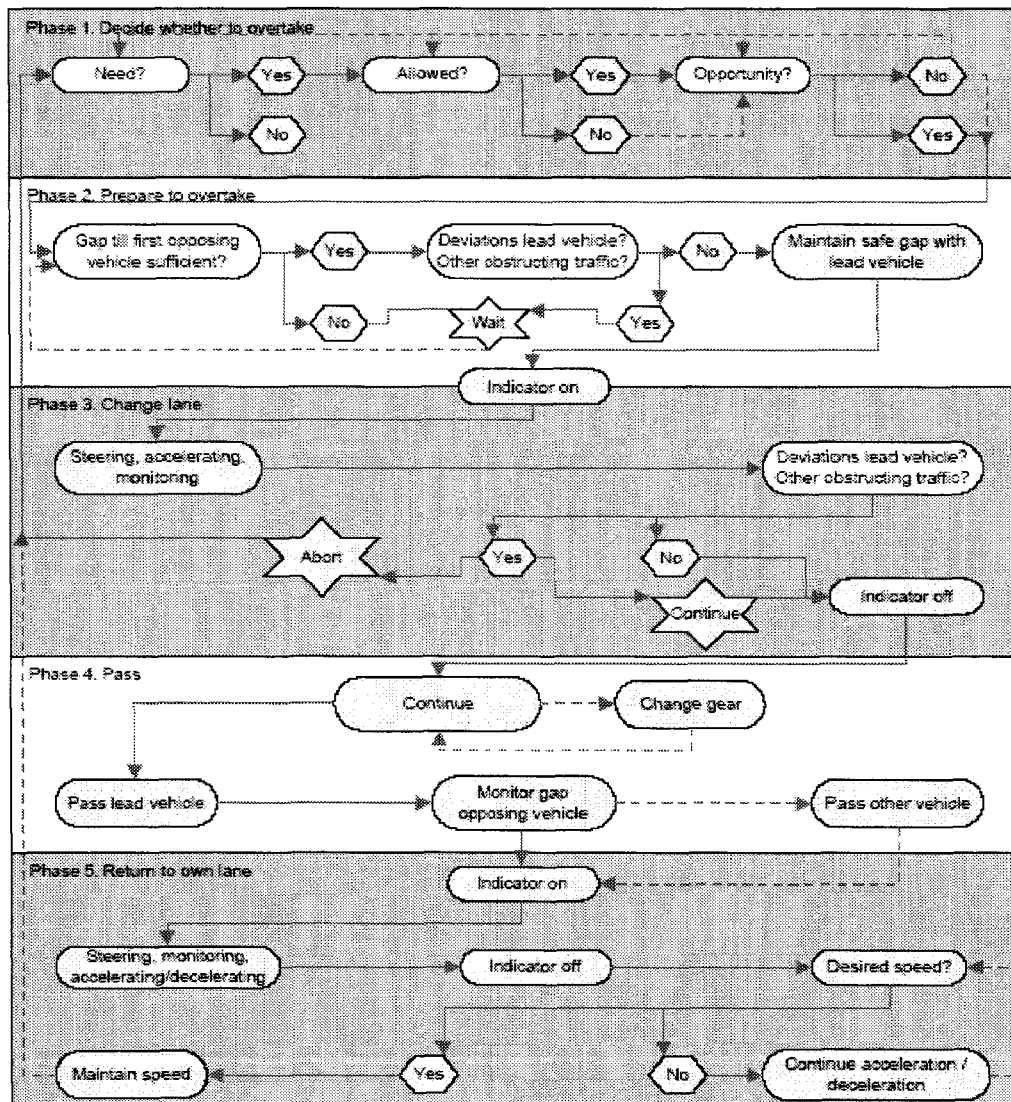 Phase 1. Decide whether to overtake
Need?
Yes
Allowed?
Yes
Opportunity?
No
No
No
Yes
Phase 2. Prepare to overtake
Gap till first opposing
vehicle sufficient?
Yes
Deviations lead vehicle?
Other obstructing traffic?
No
Maintain safe gap with
lead vehicle
No
Wait
Yes
Indicator on
Phase 3. Change lane
Steering, accelerating,
monitoring
Deviations lead vehicle?
Other obstructing traffic?
Abort
Yes
No
Continue
Indicator off
Phase 4. Pass
Continue
Change gear
Pass lead vehicle
Monitor gap
opposing vehicle
Pass other vehicle
Phase 5. Return to own lane
Indicator on
Steering, monitoring,
accelerating/decelerating
Indicator off
Desired speed?
Maintain speed
Yes
No
Continue acceleration /
deceleration